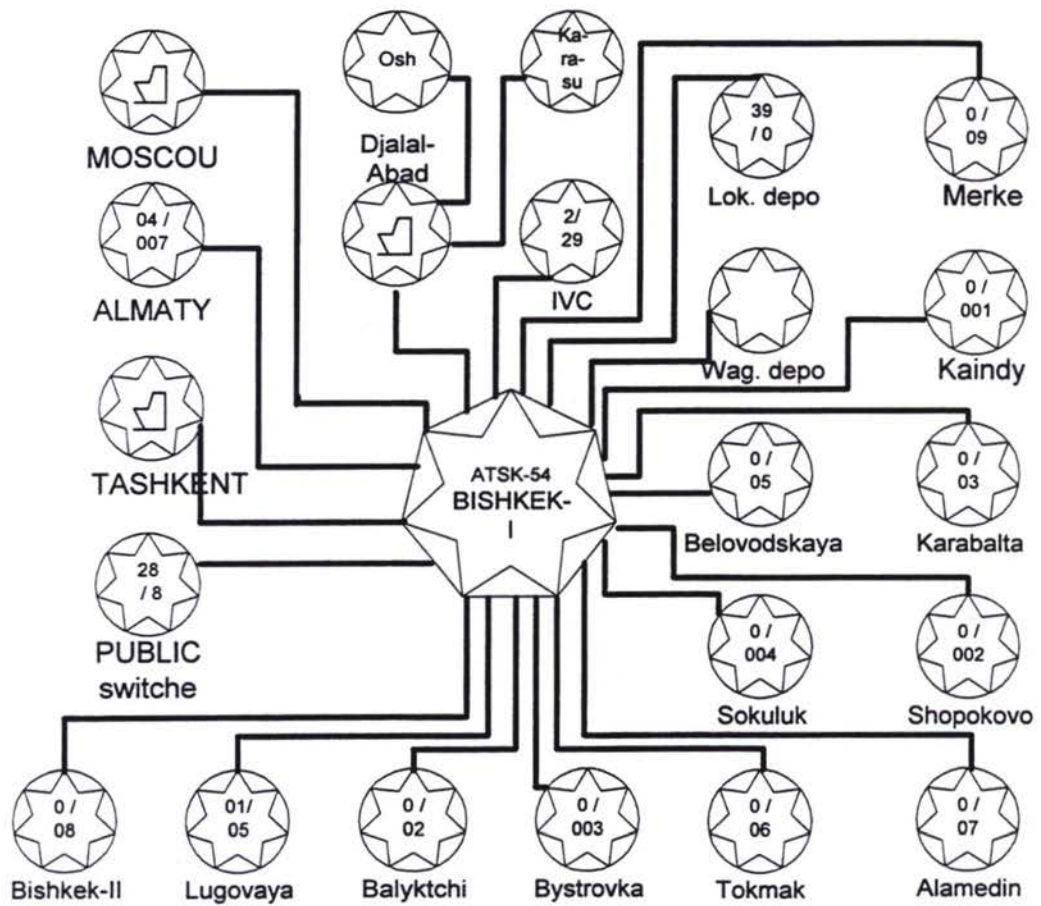 Osh
Ka-
ra-
su
MOSCOU
Djalal-
Abad
39
/ 0
Lok. depo
0 /
09
Merke
04 /
007
ALMATY
2/
29
IVC
Wag. depo
0 /
001
Kaindy
TASHKENT
ATSK-54
BISHKEK-
I
0 /
05
Belovodskaya
0 /
03
Karabalta
28
/ 8
PUBLIC
switche
0 /
004
Sokuluk
0 /
002
Shopokovo
0 /
08
Bishkek-II
01/
05
Lugovaya
0 /
02
Balyktchi
0 /
003
Bystrovka
0 /
06
Tokmak
0 /
07
Alamedin